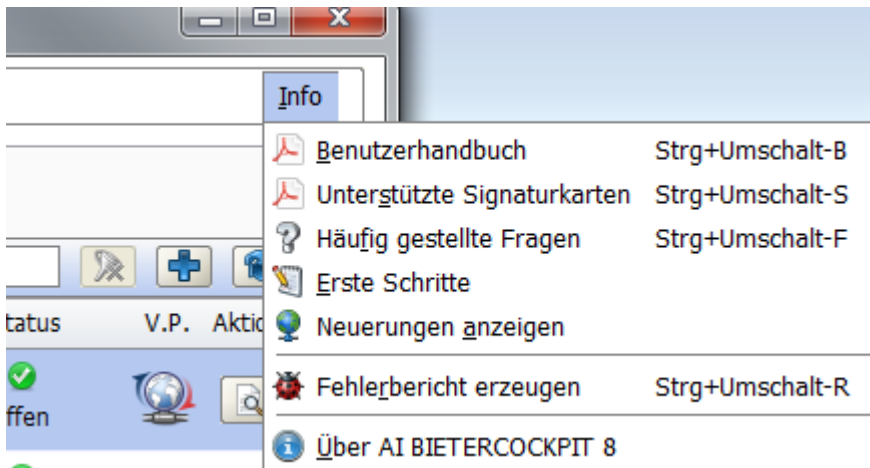 Info
Benutzerhandbuch Strg+Umschalt-B
Unterstützte Signaturkarten Strg+Umschalt-S
Häufig gestellte Fragen Strg+Umschalt-F
Erste Schritte
tatus V.P. Aktio Neuerungen anzeigen
Fehlerbericht erzeugen Strg+Umschalt-R
ffen
Über AI BIETERCOCKPIT 8